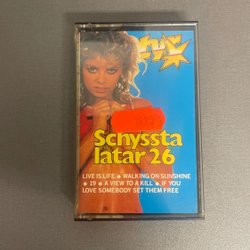 Schyssta
låtar 26
LIVE IS LIFE • WALKING ON SUNSHINE
• 19 • A VIEW TO A KILL • IF YOU
LOVE SOMEBODY SET THEM FREE